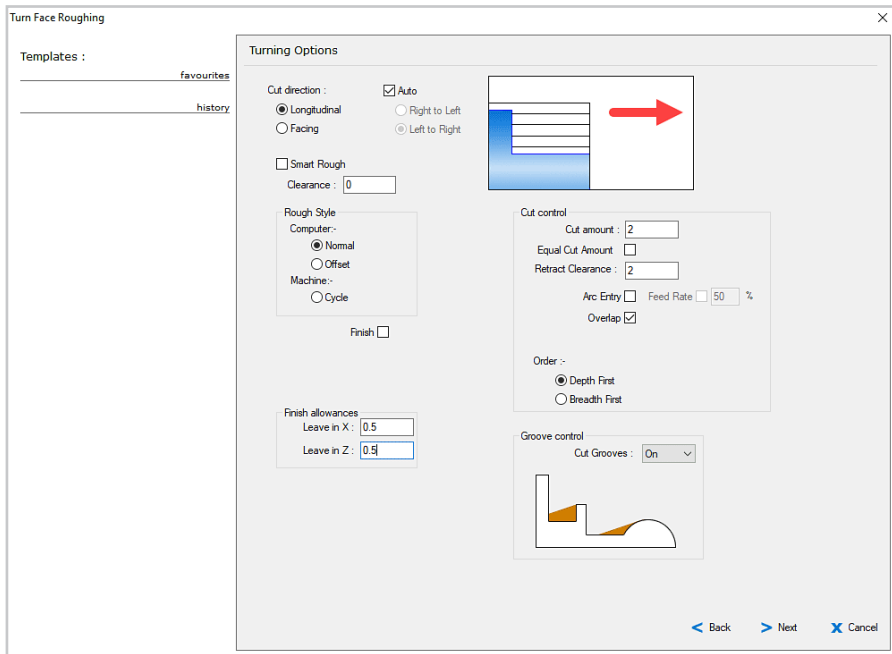 Turn Face Roughing
Templates :
favourites
history
Turning Options
Cut direction :
Auto
Longitudinal
Right to Left
Facing
Left to Right
Smart Rough
Clearance : 0
Rough Style
Computer:-
Normal
Offset
Machine:-
Cycle
Finish
Finish allowances
Leave in X : 0.5
Leave in Z : 0.5
Cut control
Cut amount : 2
Equal Cut Amount
Retract Clearance : 2
Arc Entry Feed Rate 50 %
Overlap
Order :-
Depth First
Breadth First
Groove control
Cut Grooves : On
Back Next Cancel